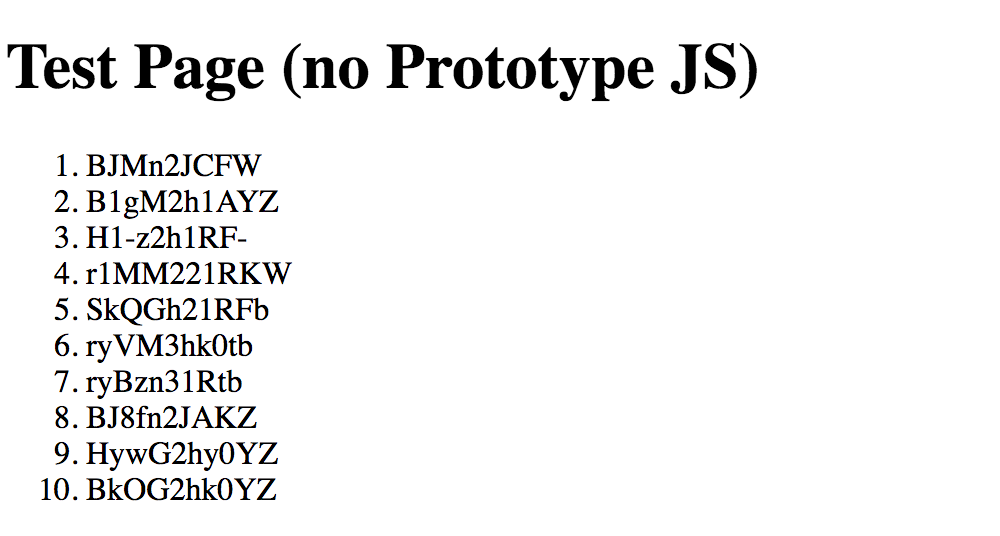 Test Page (no Prototype JS)
1. BJMn2JCFW
2. B1gM2h1AYZ
3. H1-z2h1RF-
4. r1MM221RKW
5. SkQGh21RFb
6. ryVM3hk0tb
7. ryBzn31Rtb
8. BJ8fn2JAKZ
9. HywG2hy0YZ
10. BkOG2hk0YZ